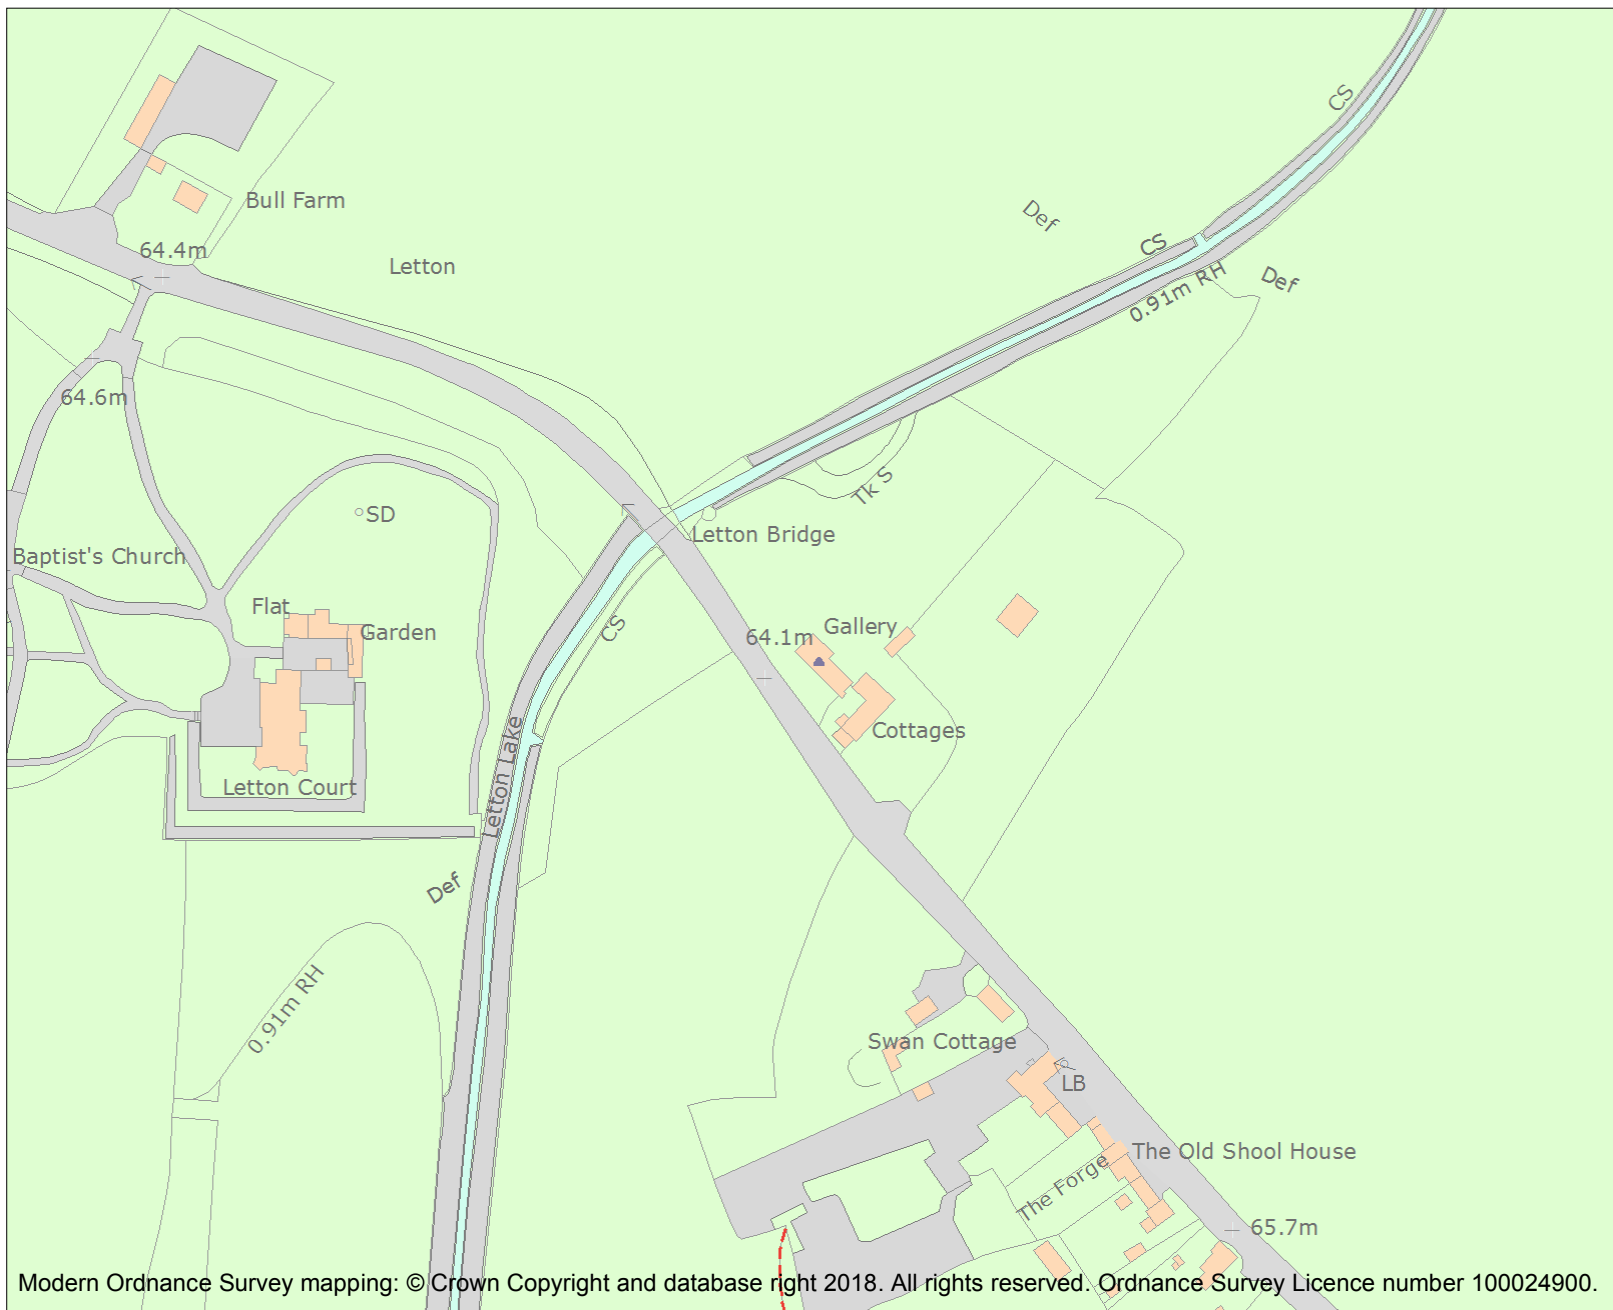 CS
Bull Farm
Def
64.4m
CS
Letton
Def
0.91m RH
64.6m
Tk S
SD
Letton Bridge
Baptist's Church
Flat
Garden
CS
64.1m
Gallery
Cottages
Letton Lake
Letton Court
Def
0.91m RH
Swan Cottage
LB
The Old Shool House
The Forge
65.7m
Modern Ordnance Survey mapping: © Crown Copyright and database right 2018. All rights reserved. Ordnance Survey Licence number 100024900.